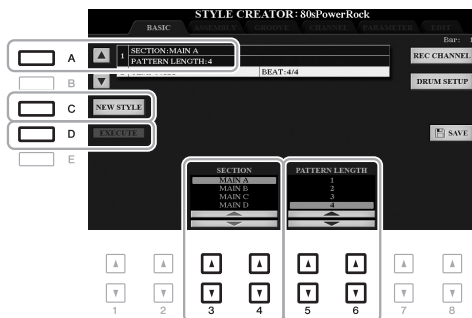 STYLE CREATOR: 80sPowerRock
BASIC ASSEMBLY GROOVE CHANNEL PARAMETER EDIT
Bar: 1
A
1 SECTION:MAIN A
PATTERN LENGTH:4
REC CHANNEL
B
BEAT:4/4
DRUM SETUP
C
NEW STYLE
D
EXECUTE
SAVE
E
SECTION
MAIN A
MAIN B
MAIN C
MAIN D
PATTERN LENGTH
1
2
3
4
1 2 3 4 5 6 7 8